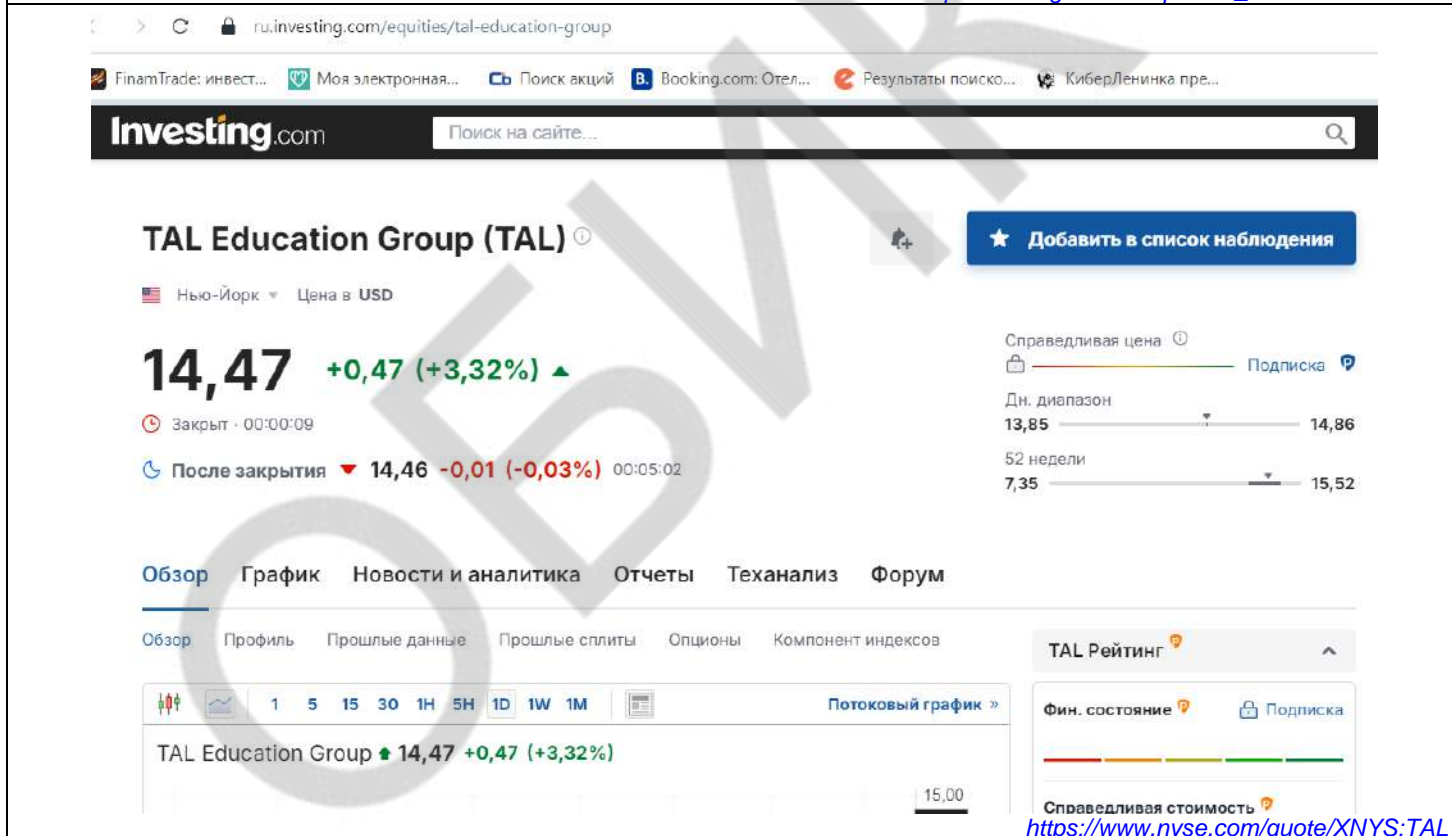 ru.investing.com/equities/tal-education-group
FinamTrade: инвест... Моя электронная... Сь Поиск акций B. Booking.com: Отел... Результаты поиско... КиберЛенинка пре...
Investing.com Поиск на сайте...
TAL Education Group (TAL) Добавить в список наблюдения
Нью-Йорк Цена в USD
14,47 +0,47 (+3,32%)
Справедливая цена
Подписка
Закрыт · 00:00:09
Дн. диапазон
13,85 14,86
После закрытия 14,46 -0,01 (-0,03%) 00:05:02
52 недели
7,35 15,52
Обзор График Новости и аналитика Отчеты Теханализ Форум
Обзор Профиль Прошлые данные Прошлые сплиты Опционы Компонент индексов
TAL Рейтинг
1 5 15 30 1H 5H 1D 1W 1M Потоковый график »
Фин. состояние Подписка
TAL Education Group 14,47 +0,47 (+3,32%)
15,00
Справедливая стоимость
https://www.nyse.com/quote/XNYS:TAL
ОБИК